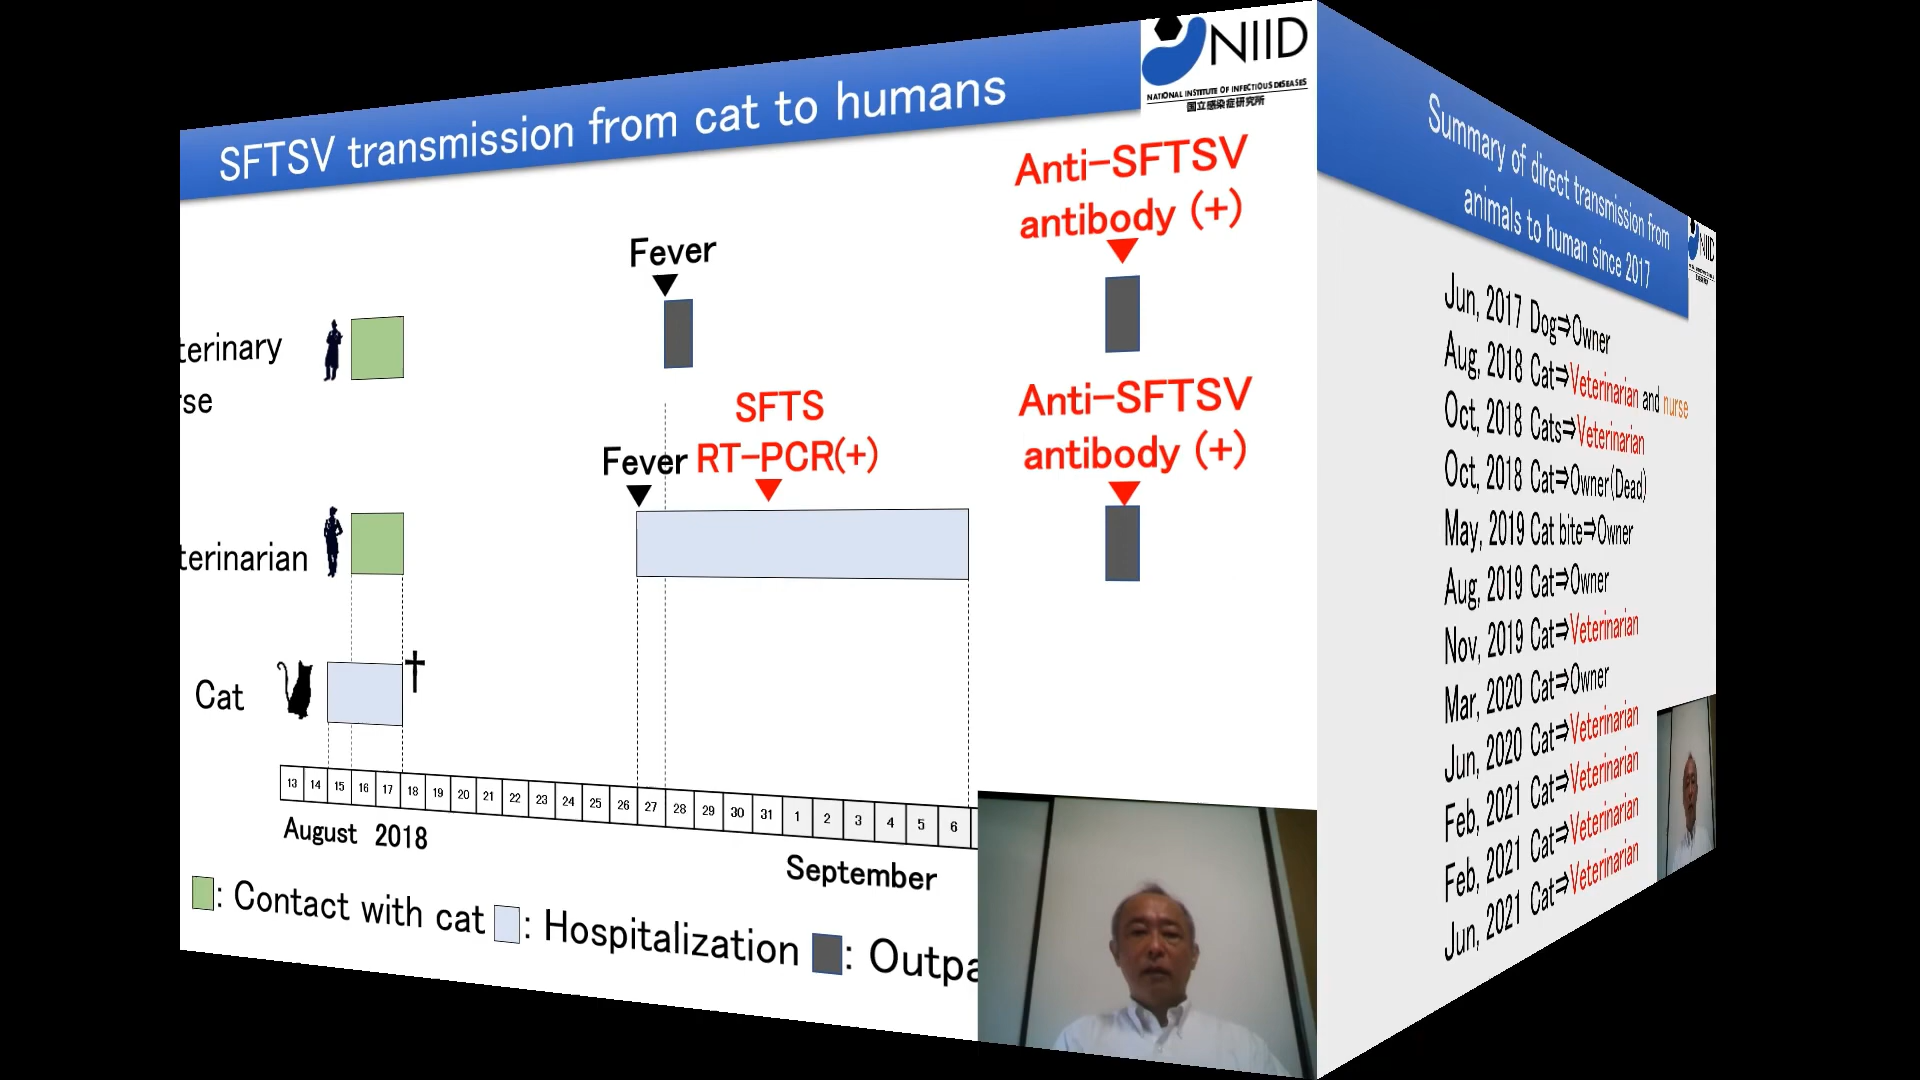 SFTSV transmission from cat to humans
NIID
NATIONAL INSTITUTE OF INFECTIOUS DISEASES
国立感染症研究所
Anti-SFTSV
antibody (+)
Fever
terinary
rse
SFTS
Fever RT-PCR(+)
Anti-SFTSV
antibody (+)
terinarian
Cat
†
13 14 15 16 17 18 19 20 21 22 23 24 25 26 27 28 29 30 31 1 2 3 4 5 6
August 2018
September
: Contact with cat : Hospitalization : Outpa
Summary of direct transmission from
animals to human since 2017
NIID
Jun, 2017 Dog⇒Owner
Aug, 2018 Cat⇒Veterinarian and nurse
Oct, 2018 Cats⇒Veterinarian
Oct, 2018 Cat⇒Owner(Dead)
May, 2019 Cat bite⇒Owner
Aug, 2019 Cat⇒Owner
Nov, 2019 Cat⇒Veterinarian
Mar, 2020 Cat⇒Owner
Jun, 2020 Cat⇒Veterinarian
Feb, 2021 Cat⇒Veterinarian
Feb, 2021 Cat⇒Veterinarian
Jun, 2021 Cat⇒Veterinarian